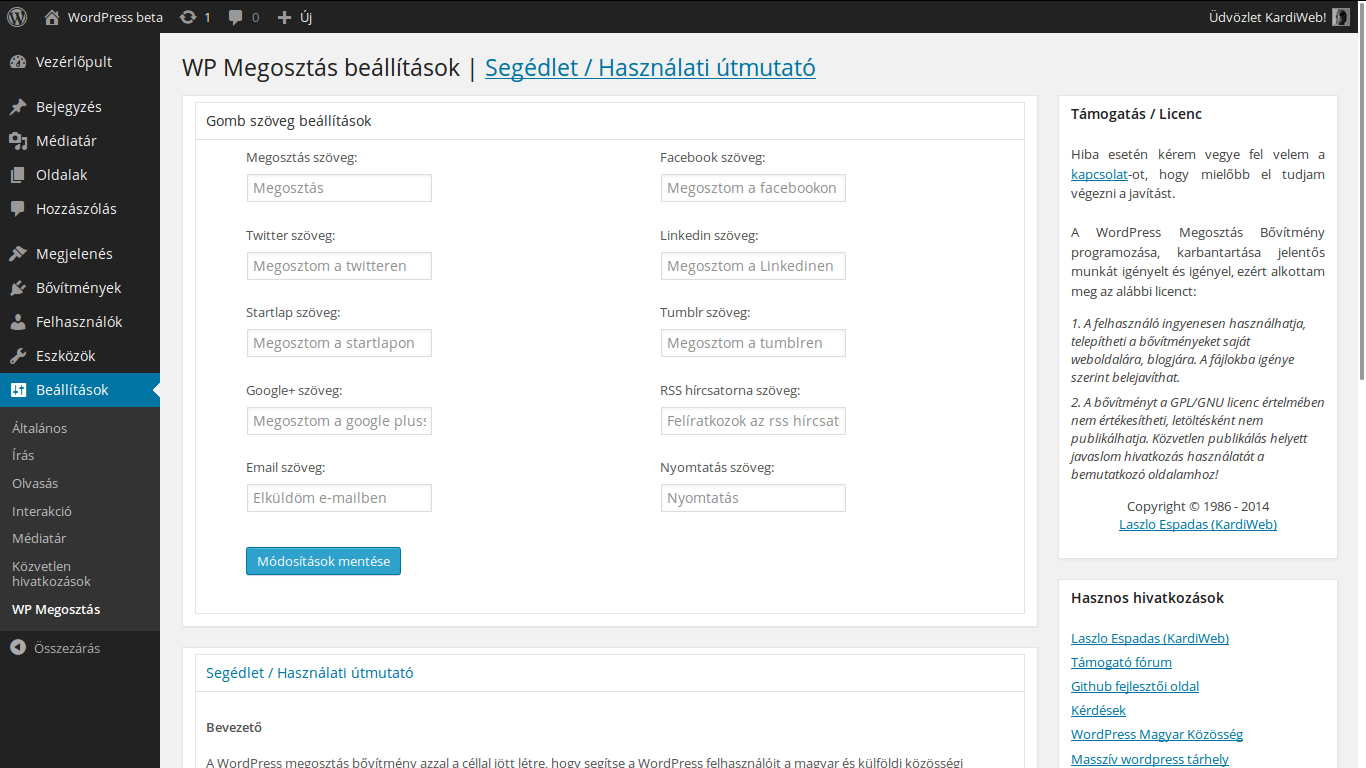 WordPress beta 1 0 Új Üdvözlet KardiWeb!
Vezérlőpult
Bejegyzés
Médiatár
Oldalak
Hozzászólás
Megjelenés
Bővítmények
Felhasználók
Eszközök
Beállítások
Általános
Írás
Olvasás
Interakció
Médiatár
Közvetlen
hivatkozások
WP Megosztás
Összezárás
WP Megosztás beállítások | Segédlet / Használati útmutató
Gomb szöveg beállítások
Megosztás szöveg: Facebook szöveg:
Megosztás Megosztom a facebookon
Twitter szöveg: Linkedin szöveg:
Megosztom a twitteren Megosztom a Linkedinen
Startlap szöveg: Tumblr szöveg:
Megosztom a startlapon Megosztom a tumblren
Google+ szöveg: RSS hírcsatorna szöveg:
Megosztom a google pluss Felíratkozok az rss hírcsat
Email szöveg: Nyomtatás szöveg:
Elküldöm e-mailben Nyomtatás
Módosítások mentése
Segédlet / Használati útmutató
Bevezető
A WordPress megosztás bővítmény azzal a céllal jött létre, hogy segítse a WordPress felhasználóit a magyar és külföldi közösségi
Támogatás / Licenc
Hiba esetén kérem vegye fel velem a
kapcsolat-ot, hogy mielőbb el tudjam
végezni a javítást.
A WordPress Megosztás Bővítmény
programozása, karbantartása jelentős
munkát igényelt és igényel, ezért alkottam
meg az alábbi licenct:
1. A felhasználó ingyenesen használhatja,
telepítheti a bővítményeket saját
weboldalára, blogjára. A fájlokba igénye
szerint belejavíthat.
2. A bővítményt a GPL/GNU licenc értelmében
nem értékesítheti, letöltésként nem
publikálhatja. Közvetlen publikálás helyett
javaslom hivatkozás használatát a
bemutatkozó oldalamhoz!
Copyright © 1986 - 2014
Laszlo Espadas (KardiWeb)
Hasznos hivatkozások
Laszlo Espadas (KardiWeb)
Támogató fórum
Github fejlesztői oldal
Kérdések
WordPress Magyar Közösség
Masszív wordpress tárhely